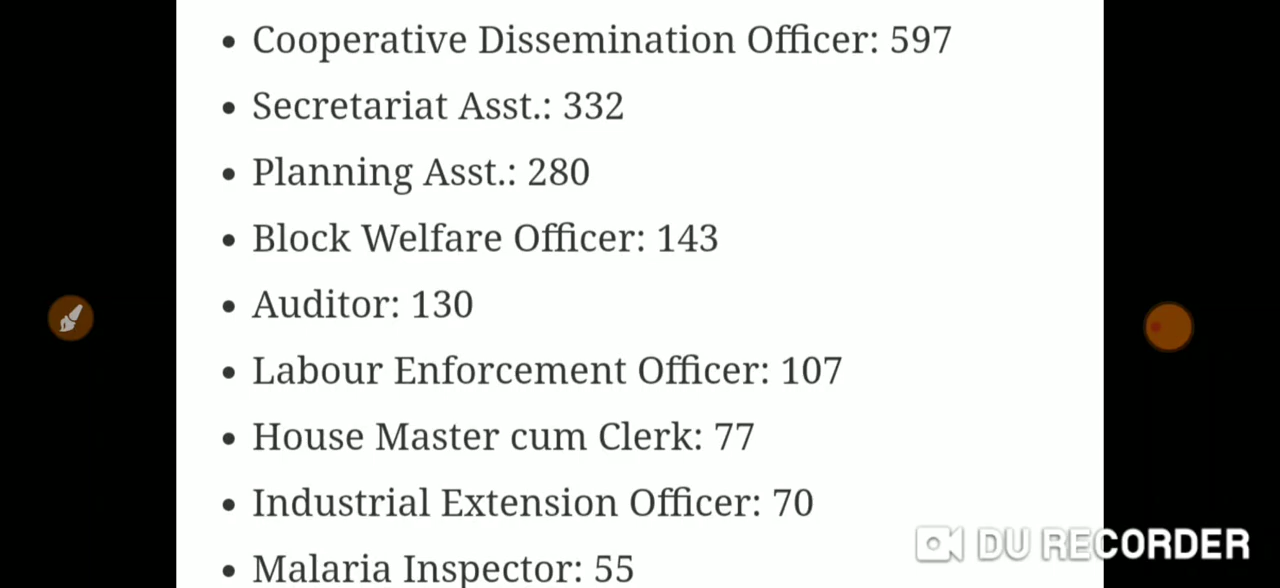 • Cooperative Dissemination Officer: 597
• Secretariat Asst.: 332
• Planning Asst.: 280
• Block Welfare Officer: 143
• Auditor: 130
• Labour Enforcement Officer: 107
• House Master cum Clerk: 77
• Industrial Extension Officer: 70
• Malaria Inspector: 55
DU RECORDER